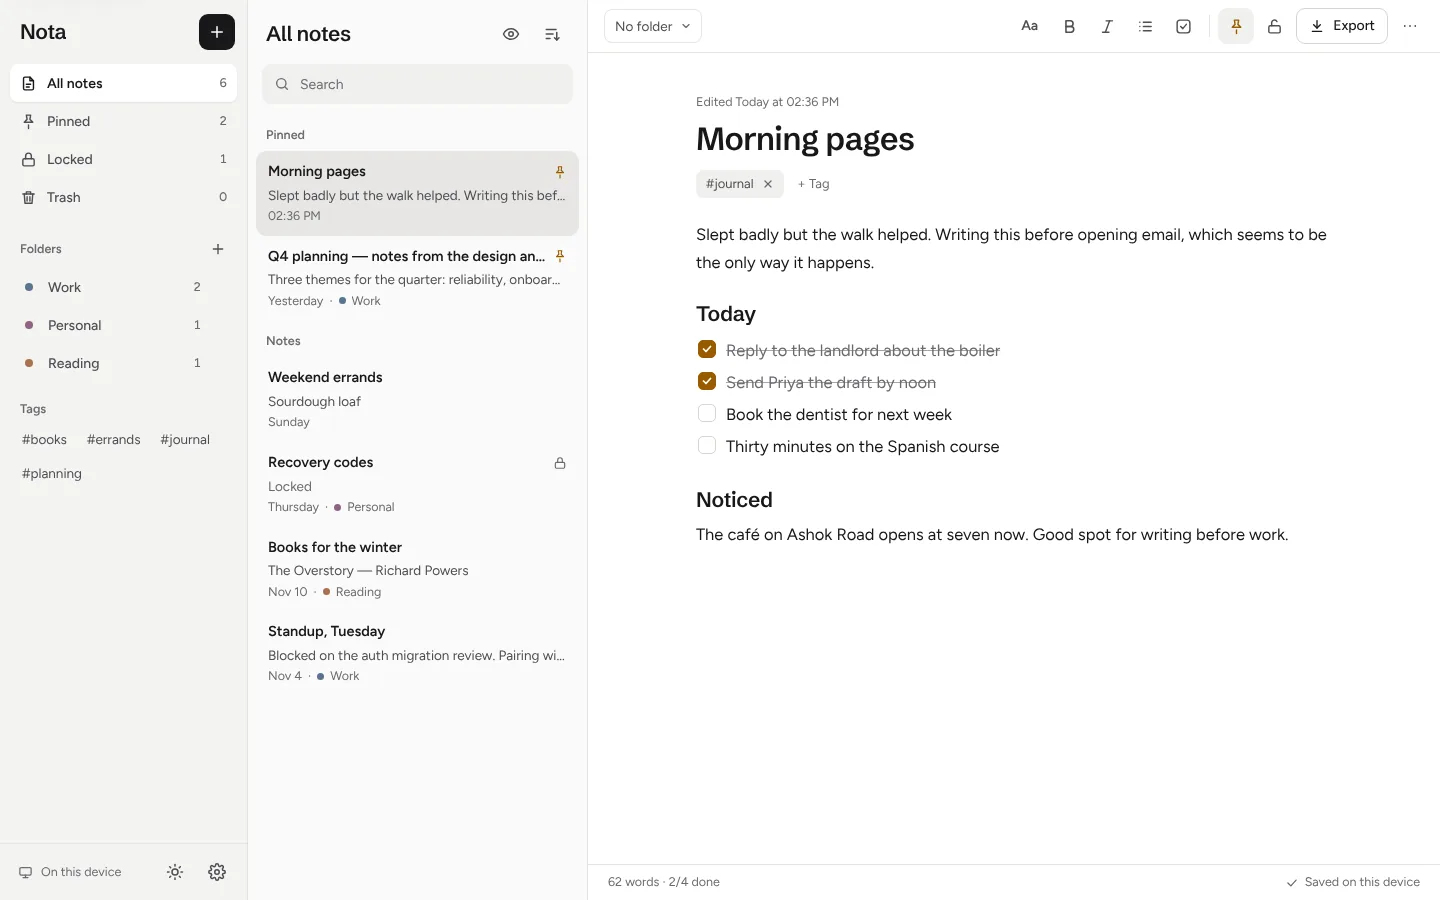 Nota
All notes 6
Pinned 2
Locked 1
Trash 0
Folders
Work 2
Personal 1
Reading 1
Tags
#books #errands #journal
#planning
On this device
All notes
Search
Pinned
Morning pages
Slept badly but the walk helped. Writing this bef...
02:36 PM
Q4 planning — notes from the design an...
Three themes for the quarter: reliability, onboar...
Yesterday · Work
Notes
Weekend errands
Sourdough loaf
Sunday
Recovery codes
Locked
Thursday · Personal
Books for the winter
The Overstory — Richard Powers
Nov 10 · Reading
Standup, Tuesday
Blocked on the auth migration review. Pairing wi...
Nov 4 · Work
No folder
Aa B I Export
Edited Today at 02:36 PM
Morning pages
#journal + Tag
Slept badly but the walk helped. Writing this before opening email, which seems to be
the only way it happens.
Today
Reply to the landlord about the boiler
Send Priya the draft by noon
Book the dentist for next week
Thirty minutes on the Spanish course
Noticed
The café on Ashok Road opens at seven now. Good spot for writing before work.
62 words · 2/4 done
Saved on this device